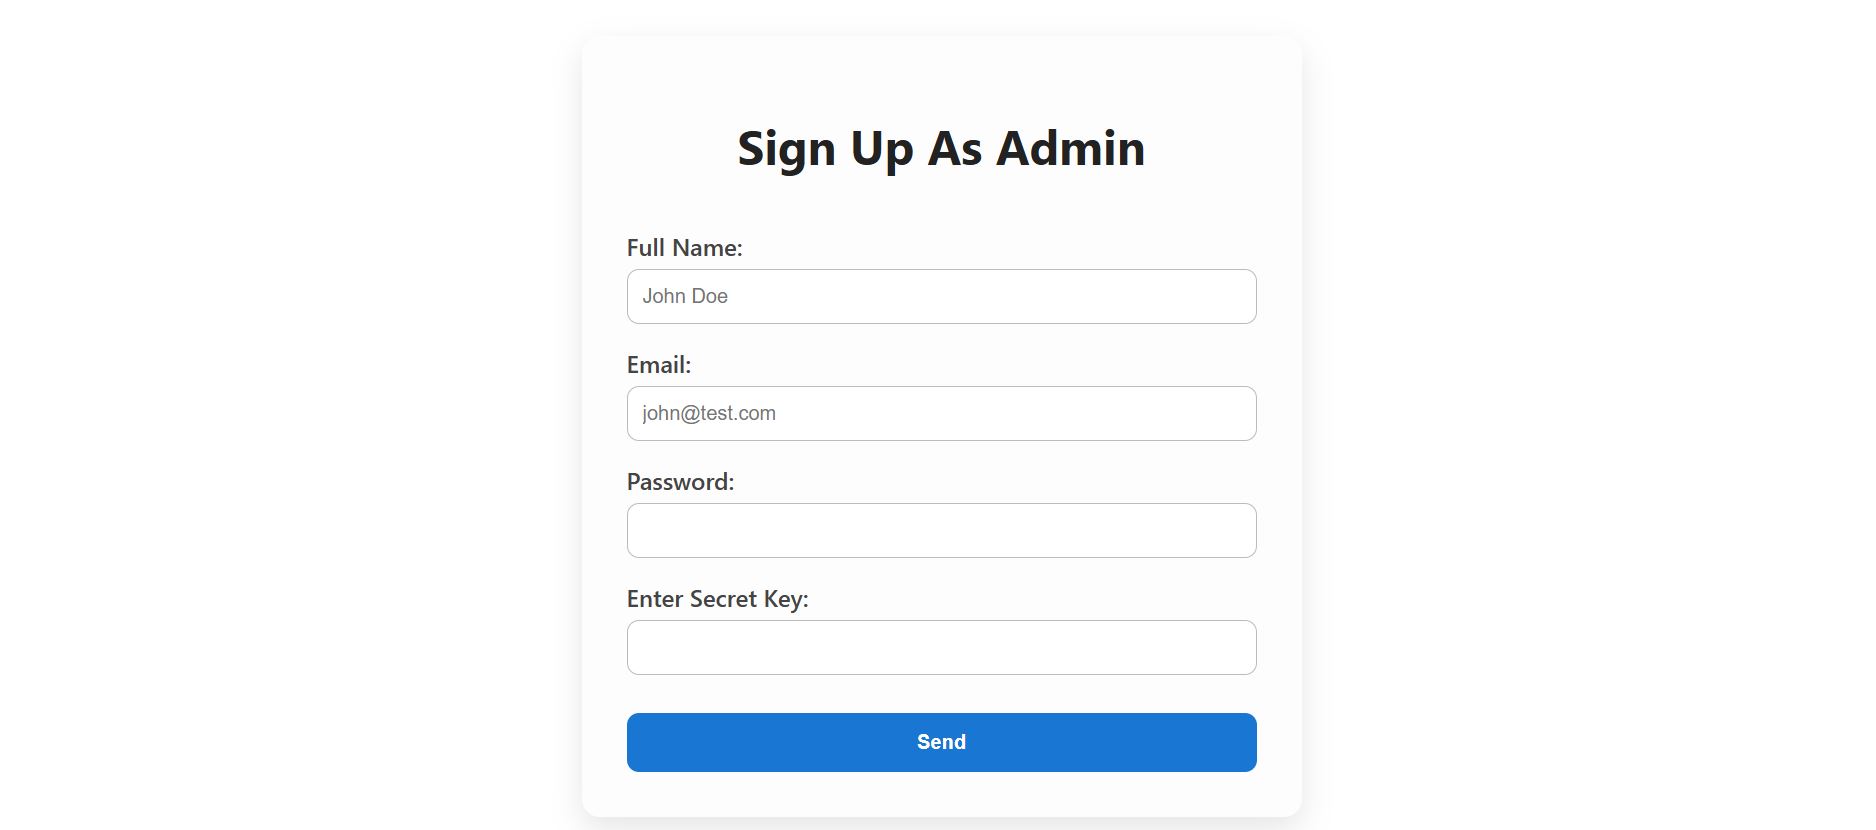 Sign Up As Admin
Full Name:
John Doe
Email:
john@test.com
Password:
Enter Secret Key:
Send